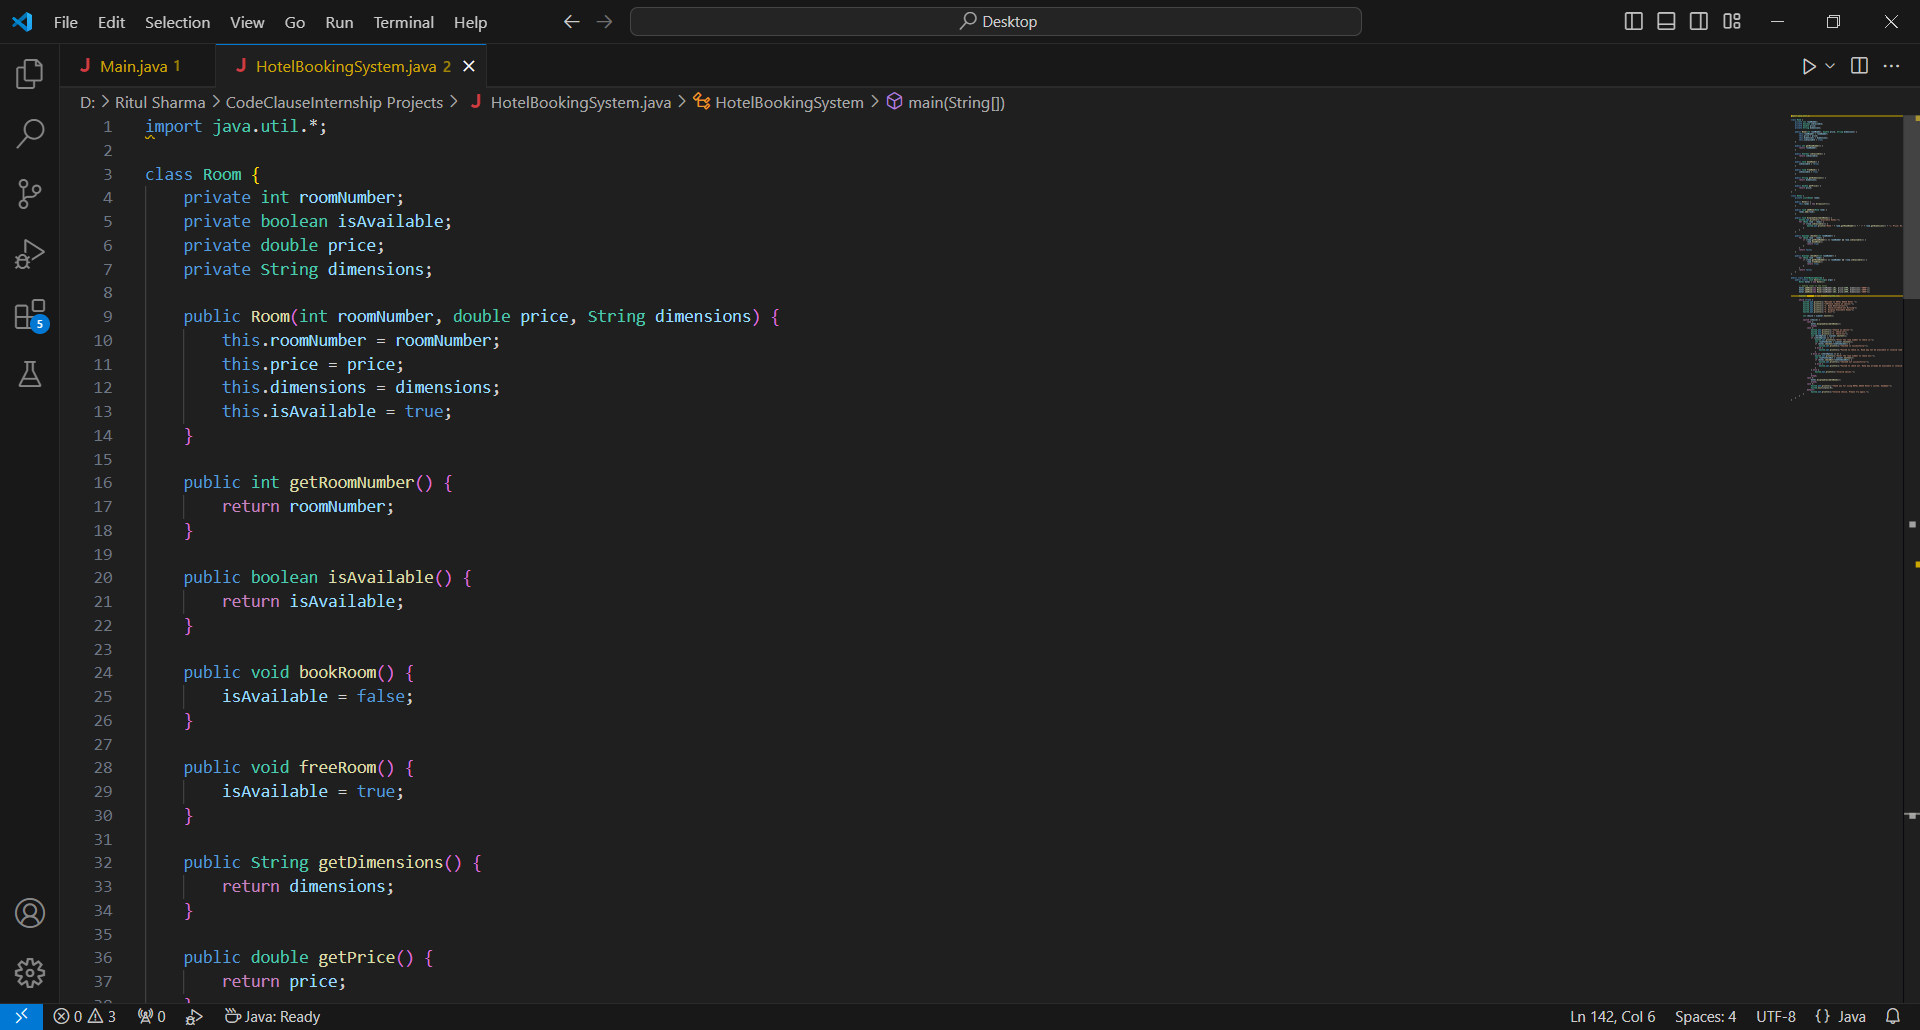 File Edit Selection View Go Run Terminal Help
Desktop
Main.java 1
HotelBookingSystem.java 2
D: > Ritul Sharma > CodeClauseInternship Projects > HotelBookingSystem.java > HotelBookingSystem > main(String[])
1 import java.util.*;
2
3 class Room {
4     private int roomNumber;
5     private boolean isAvailable;
6     private double price;
7     private String dimensions;
8
9     public Room(int roomNumber, double price, String dimensions) {
10         this.roomNumber = roomNumber;
11         this.price = price;
12         this.dimensions = dimensions;
13         this.isAvailable = true;
14     }
15
16     public int getRoomNumber() {
17         return roomNumber;
18     }
19
20     public boolean isAvailable() {
21         return isAvailable;
22     }
23
24     public void bookRoom() {
25         isAvailable = false;
26     }
27
28     public void freeRoom() {
29         isAvailable = true;
30     }
31
32     public String getDimensions() {
33         return dimensions;
34     }
35
36     public double getPrice() {
37         return price;
5
0 3 0 Java: Ready
Ln 142, Col 6 Spaces: 4 UTF-8 {} Java